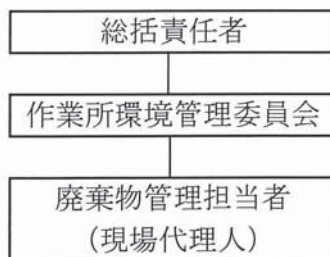 総括責任者
作業所環境管理委員会
廃棄物管理担当者
（現場代理人）